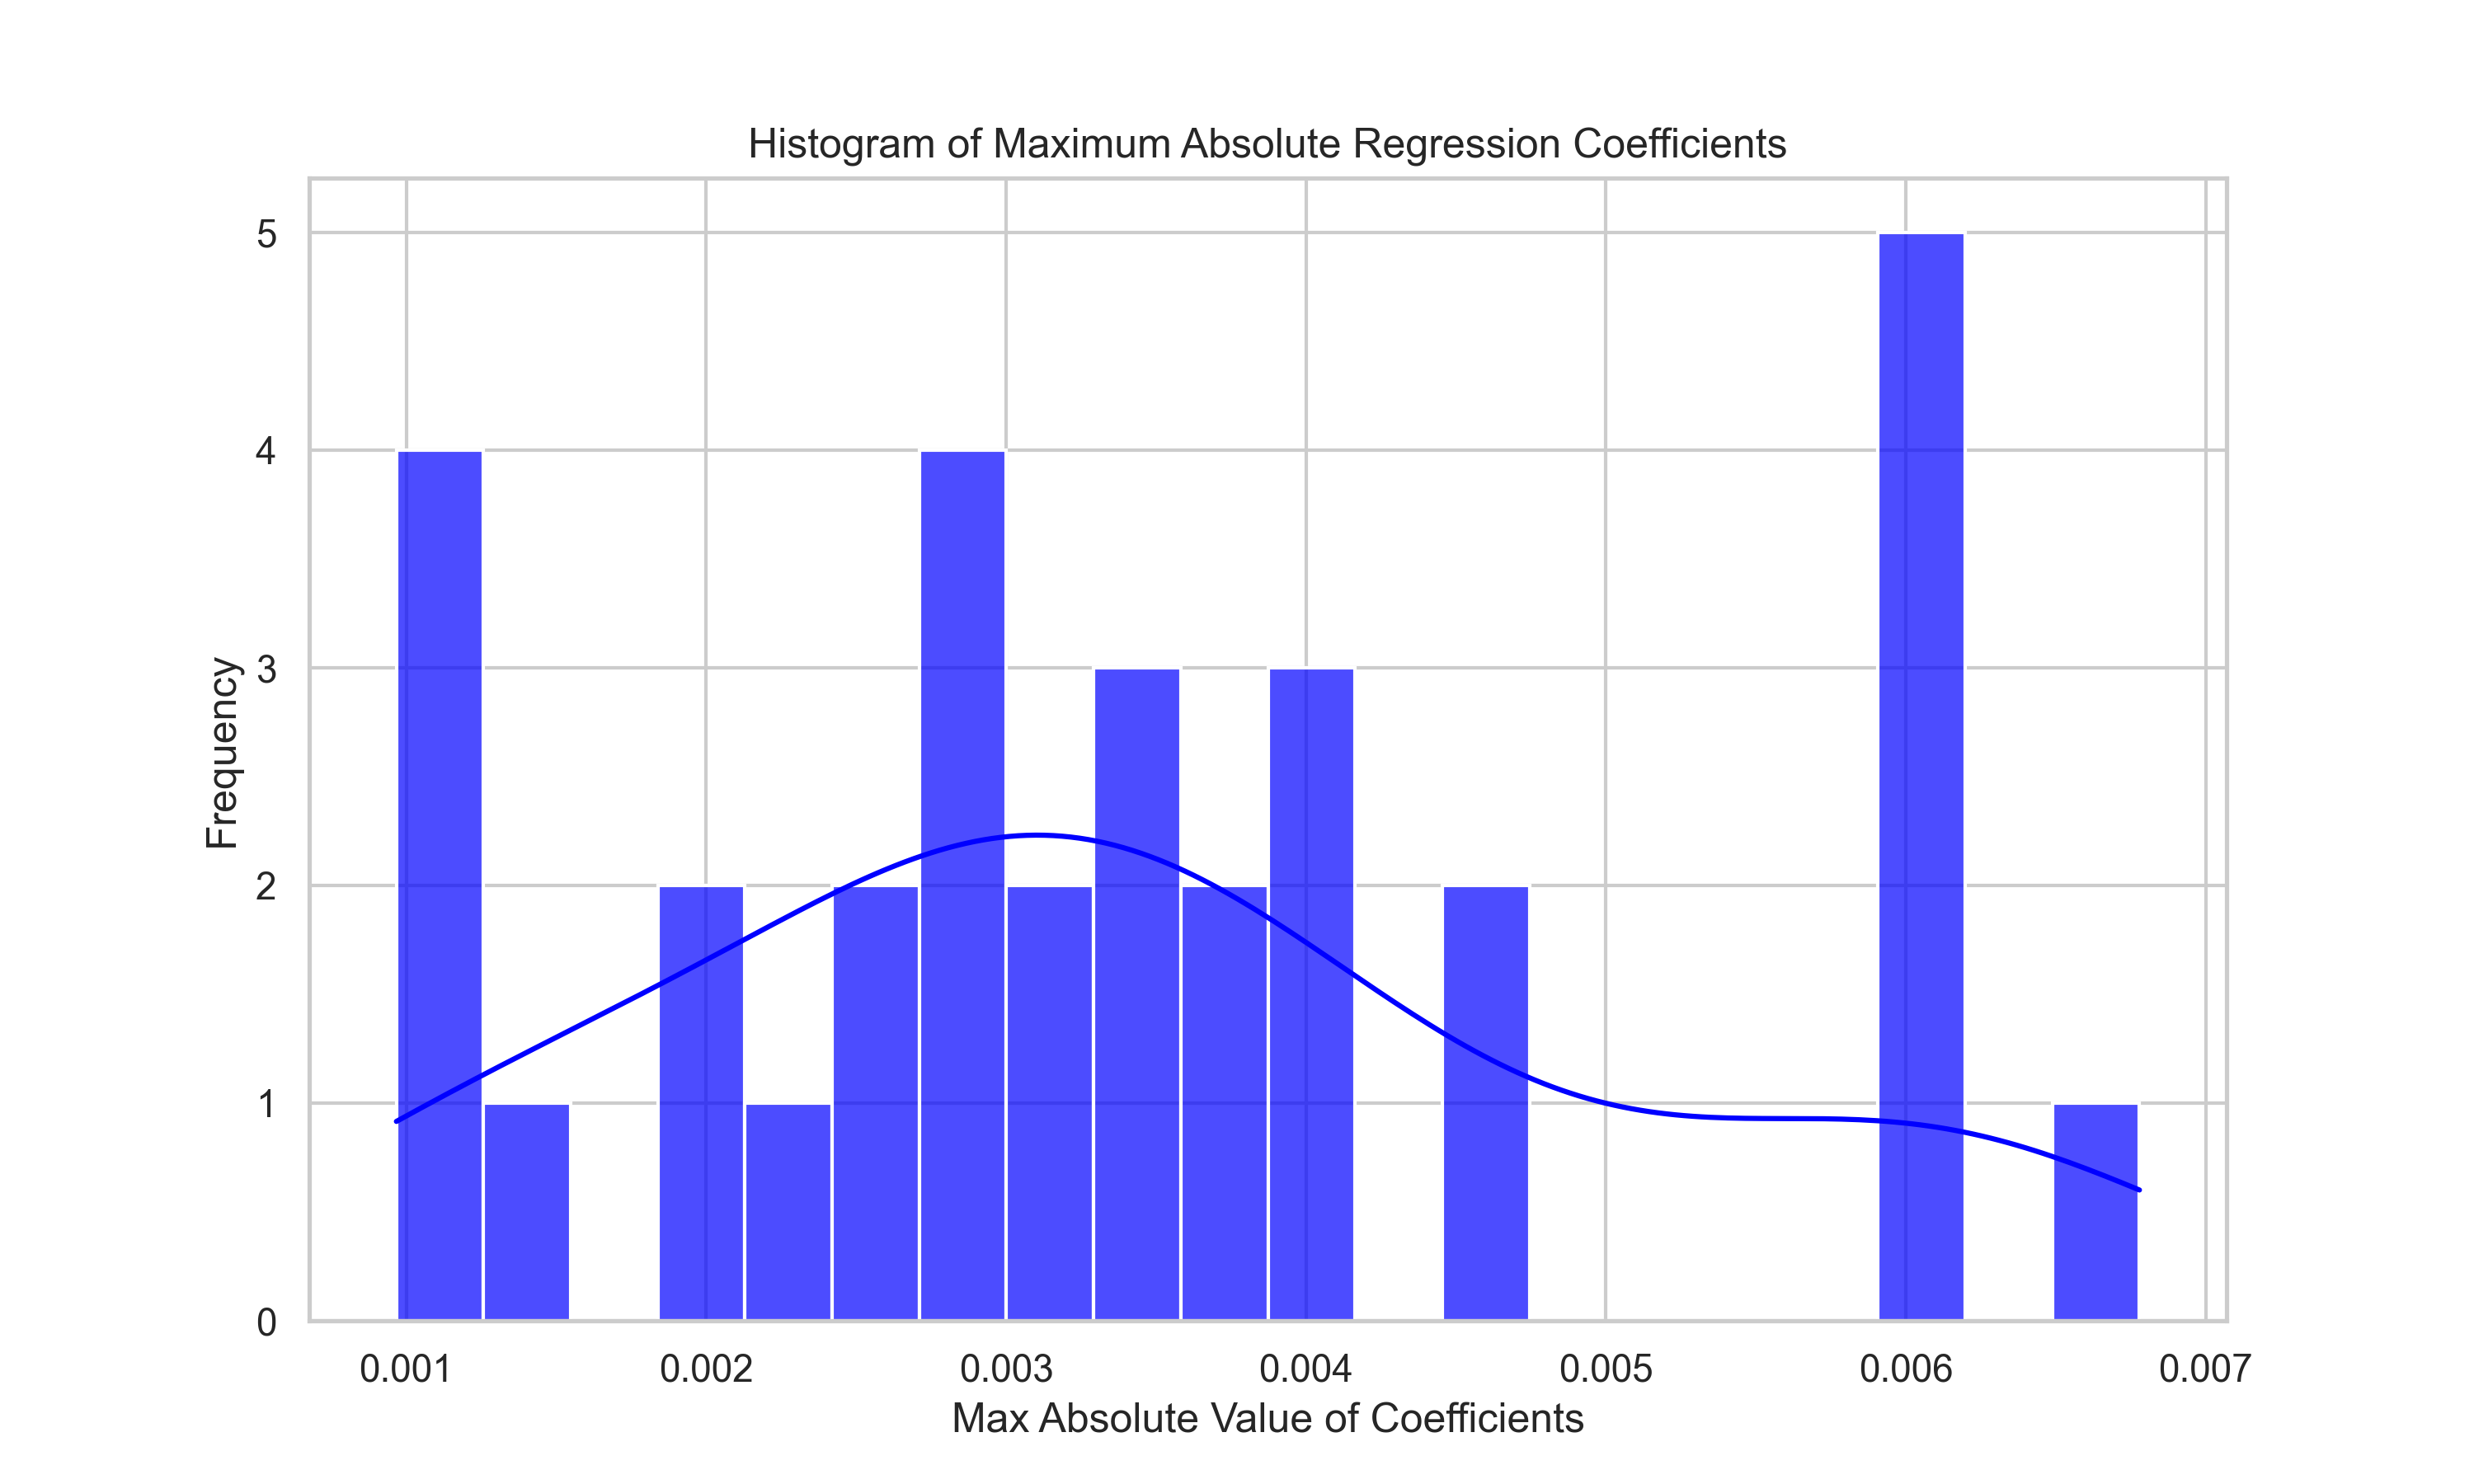 Histogram of Maximum Absolute Regression Coefficients
5
4
3
2
1
0
Frequency
0.001 0.002 0.003 0.004 0.005 0.006 0.007
Max Absolute Value of Coefficients